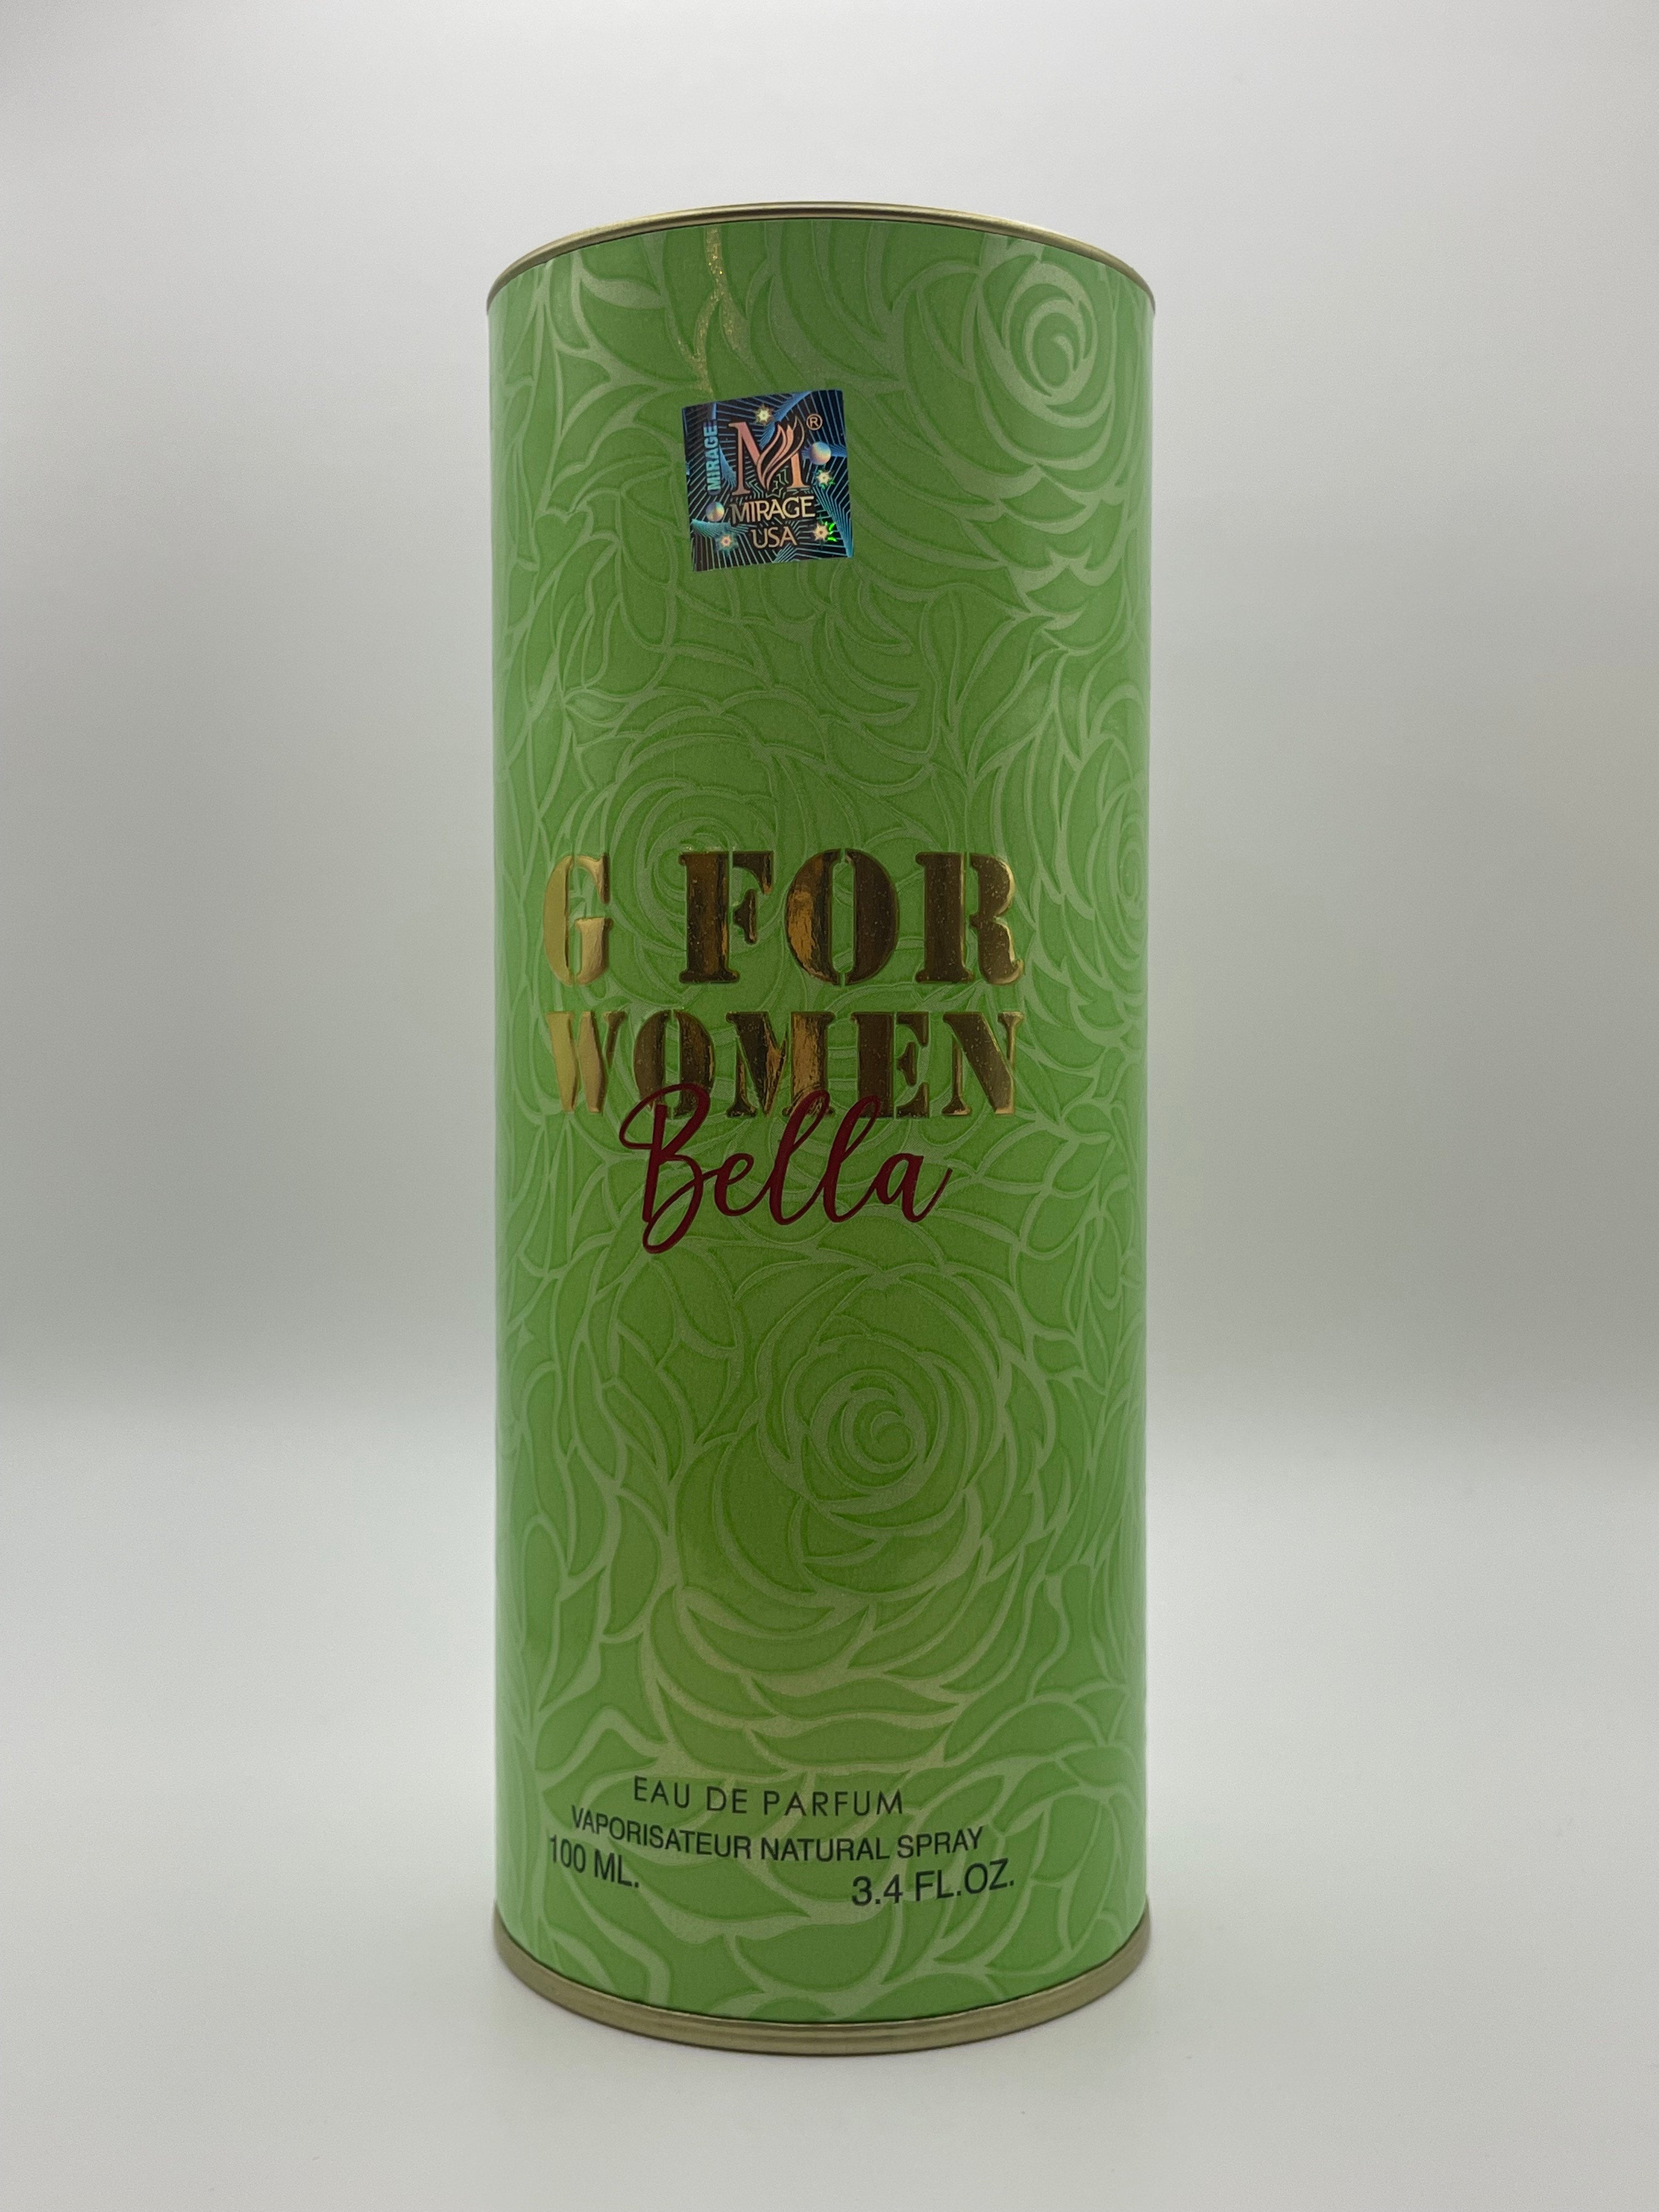 MIRAGE
M®
MIRAGE
USA
G FOR
WOMEN
Bella
EAU DE PARFUM
VAPORISATEUR NATURAL SPRAY
100 ML. 3.4 FL.OZ.